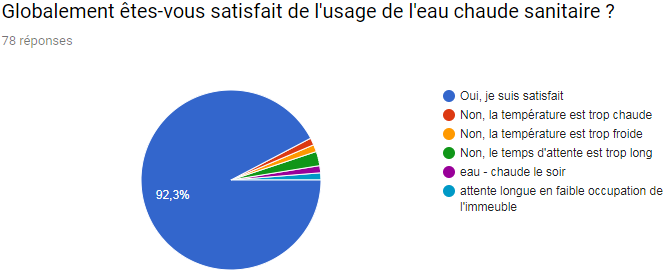 Globalement êtes-vous satisfait de l'usage de l'eau chaude sanitaire ?
78 réponses
92,3%
Oui, je suis satisfait
Non, la température est trop chaude
Non, la température est trop froide
Non, le temps d'attente est trop long
eau - chaude le soir
attente longue en faible occupation de
l'immeuble